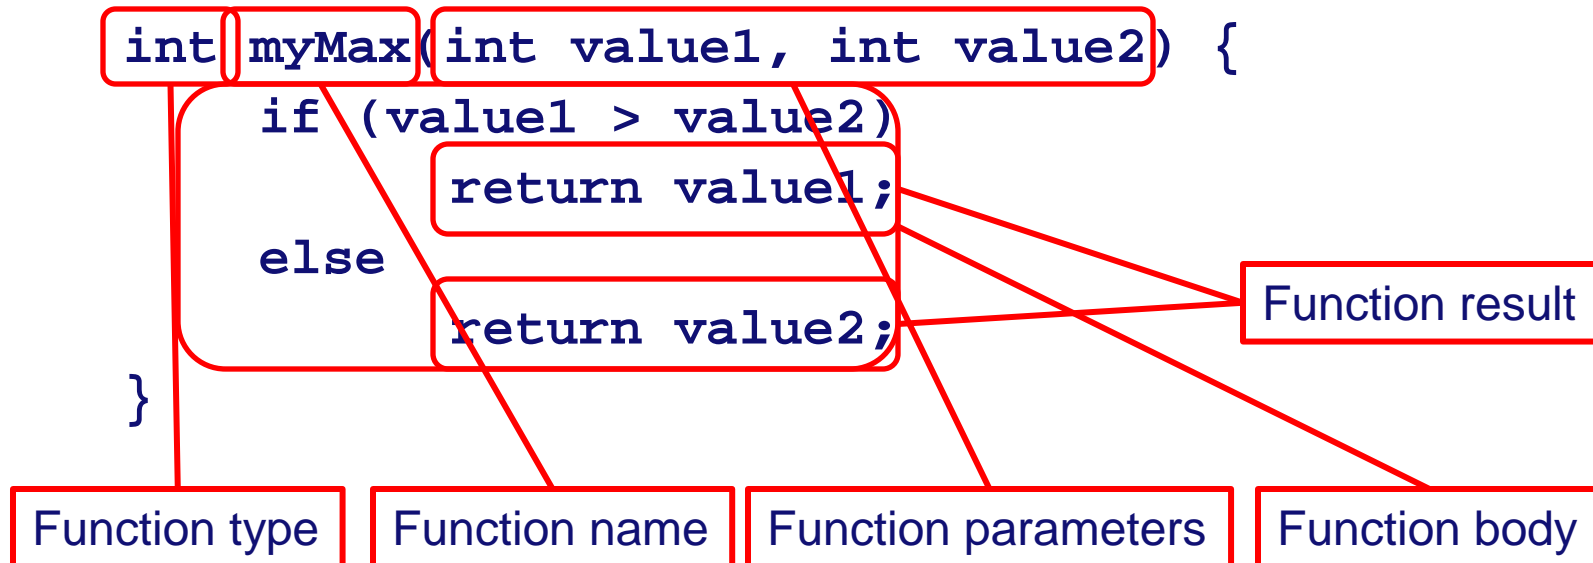 int myMax(int value1, int value2) {
if (value1 > value2)
return value1;
else
return value2;
}
Function result
Function type
Function name
Function parameters
Function body